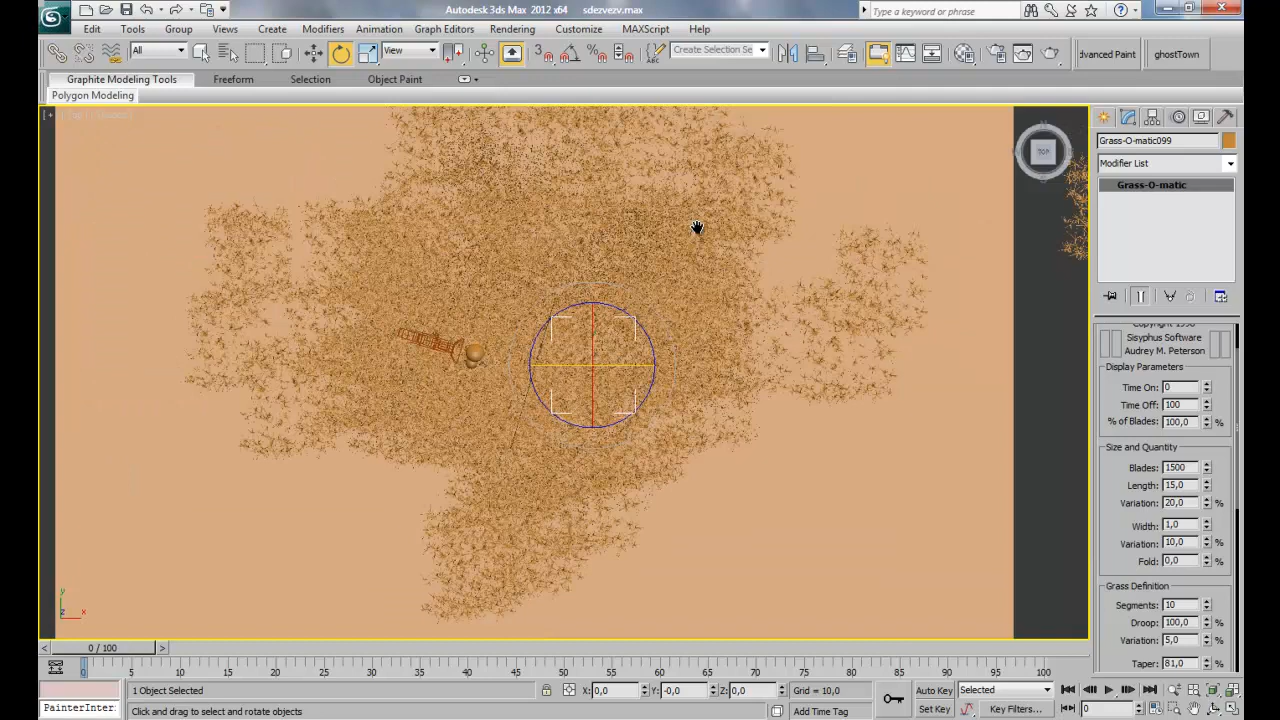 Autodesk 3ds Max 2012 x64 sdezvezv.max
Type a keyword or phrase
Edit Tools Group Views Create Modifiers Animation Graph Editors Rendering Customize MAXScript Help
All View 3 Create Selection Se dvanced Paint ghostTown
Graphite Modeling Tools Freeform Selection Object Paint
Polygon Modeling
TOP
Grass-O-matic099
Modifier List
Grass-O-matic
Sisyphus Software
Audrey M. Peterson
Display Parameters
Time On: 0
Time Off: 100
% of Blades: 100,0 %
Size and Quantity
Blades: 1500
Length: 15,0
Variation: 20,0 %
Width: 1,0
Variation: 10,0 %
Fold: 0,0 %
Grass Definition
Segments: 10
Droop: 100,0
Variation: 5,0 %
Taper: 81,0
y
z x
< 0 / 100 >
0 5 10 15 20 25 30 35 40 45 50 55 60 65 70 75 80 85 90 95 100
1 Object Selected X: 0,0 Y: -0,0 Z: 0,0 Grid = 10,0 Auto Key Selected
PainterInter: Click and drag to select and rotate objects Add Time Tag Set Key Key Filters... 0